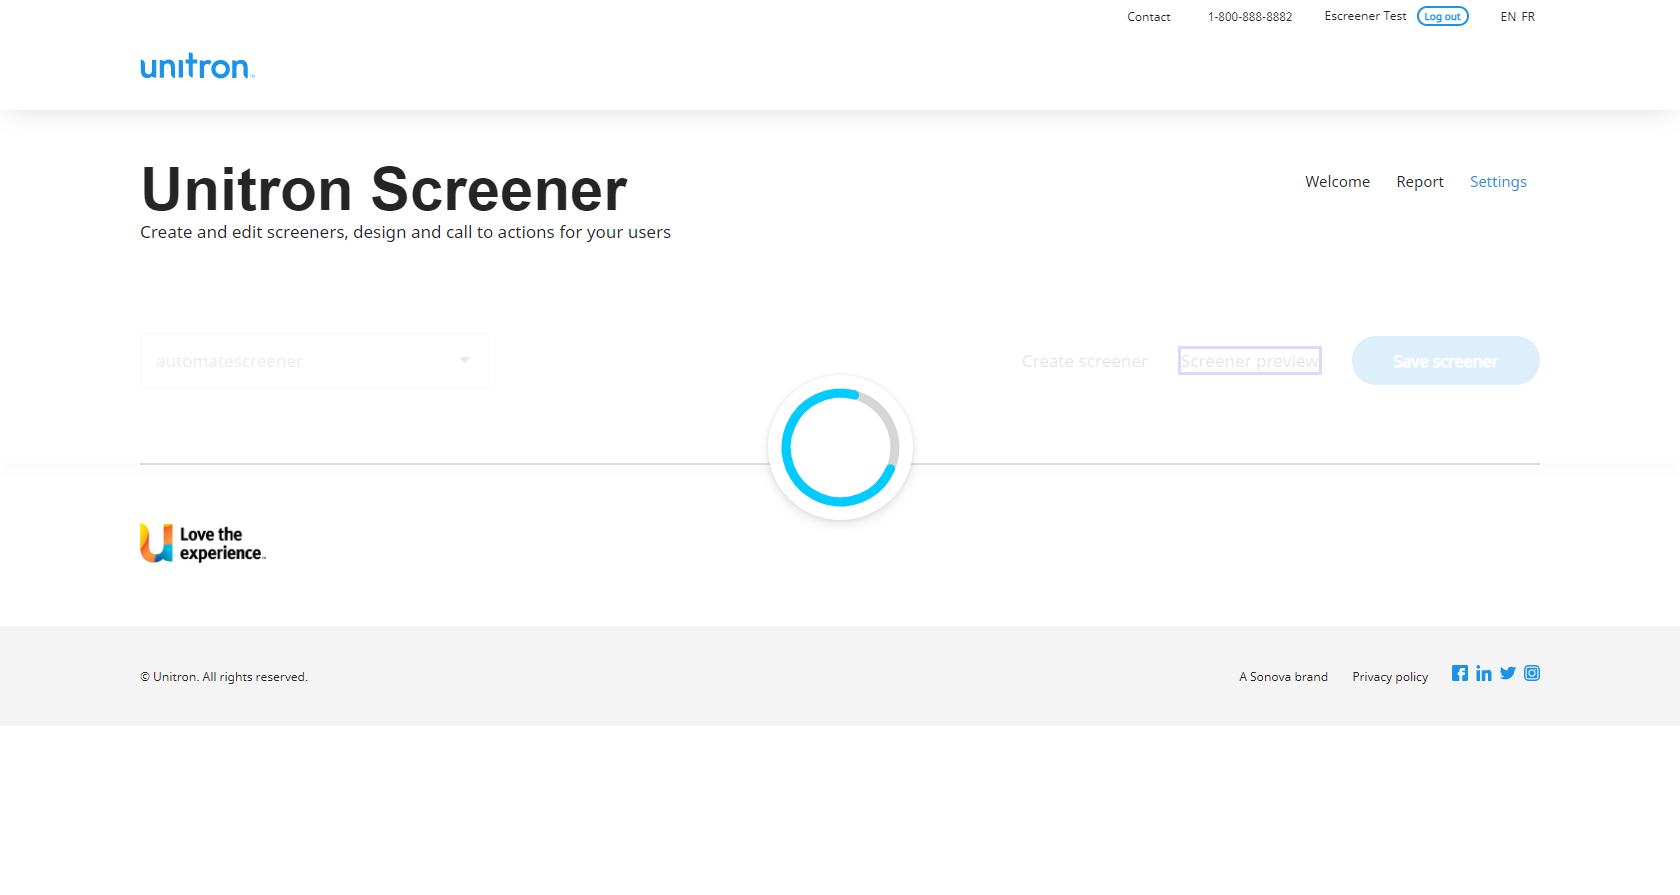 Contact 1-800-888-8882 Escreener Test Log out EN FR
unitron™
Unitron Screener
Welcome Report Settings
Create and edit screeners, design and call to actions for your users
automatescreener Create screener Screener preview Save screener
Love the
experience™
© Unitron. All rights reserved. A Sonova brand Privacy policy